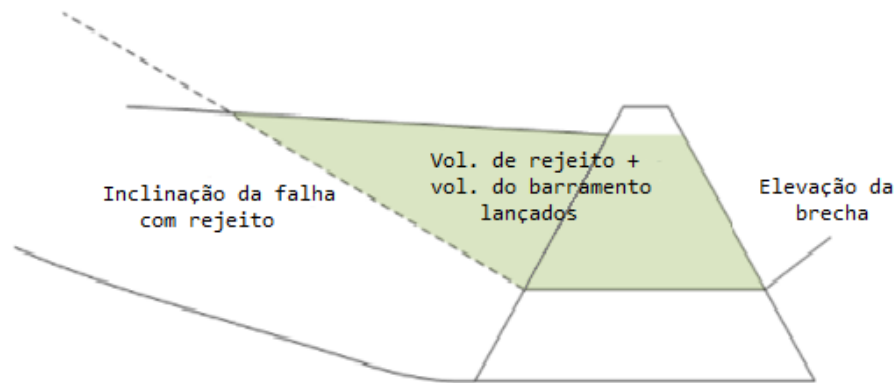 Inclinação da falha
com rejeito
Vol. de rejeito +
vol. do barramento
lançados
Elevação da
brecha